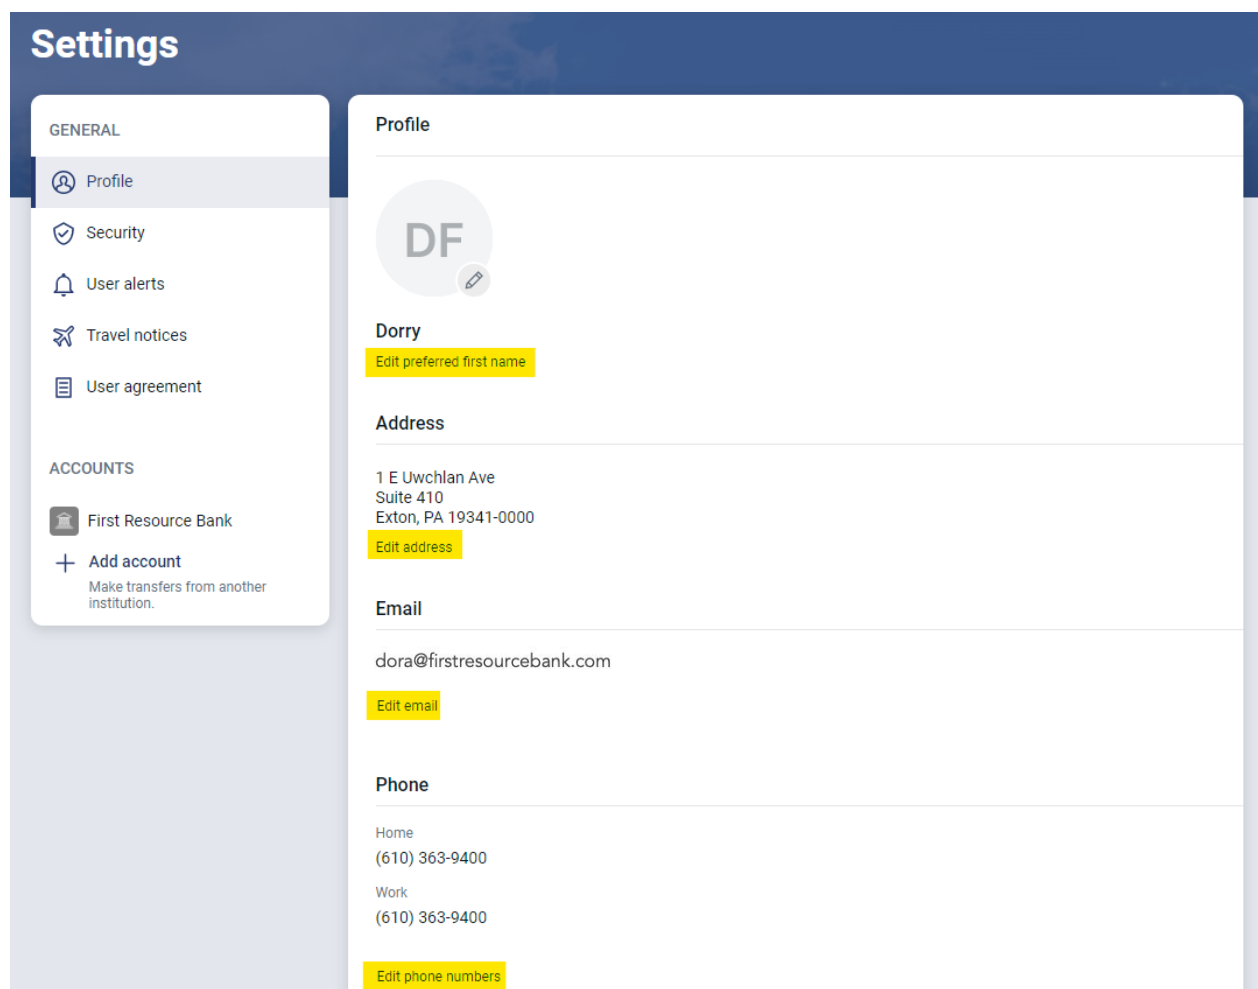 Settings
GENERAL
Profile
Security
User alerts
Travel notices
User agreement
ACCOUNTS
First Resource Bank
Add account
Make transfers from another
institution.
Profile
DF
Dorry
Edit preferred first name
Address
1 E Uwchlan Ave
Suite 410
Exton, PA 19341-0000
Edit address
Email
dora@firstresourcebank.com
Edit email
Phone
Home
(610) 363-9400
Work
(610) 363-9400
Edit phone numbers